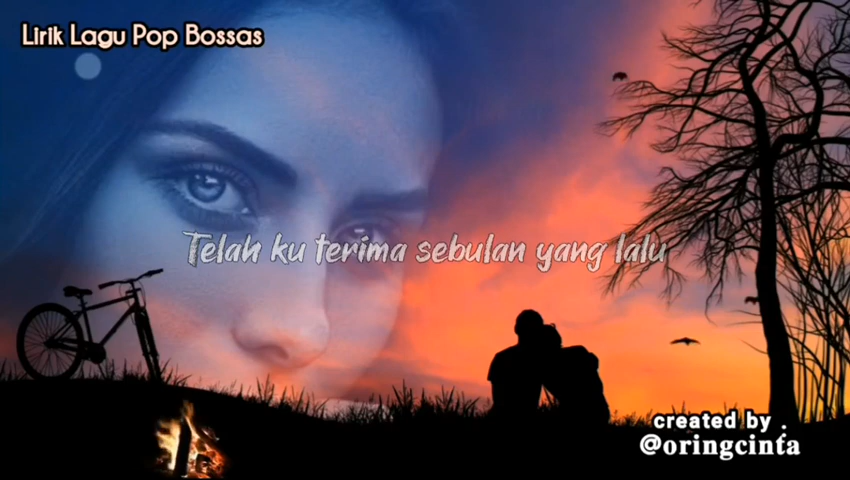 Lirik Lagu Pop Bossas
Telah ku terima sebulan yang lalu
created by .
@oringcinta